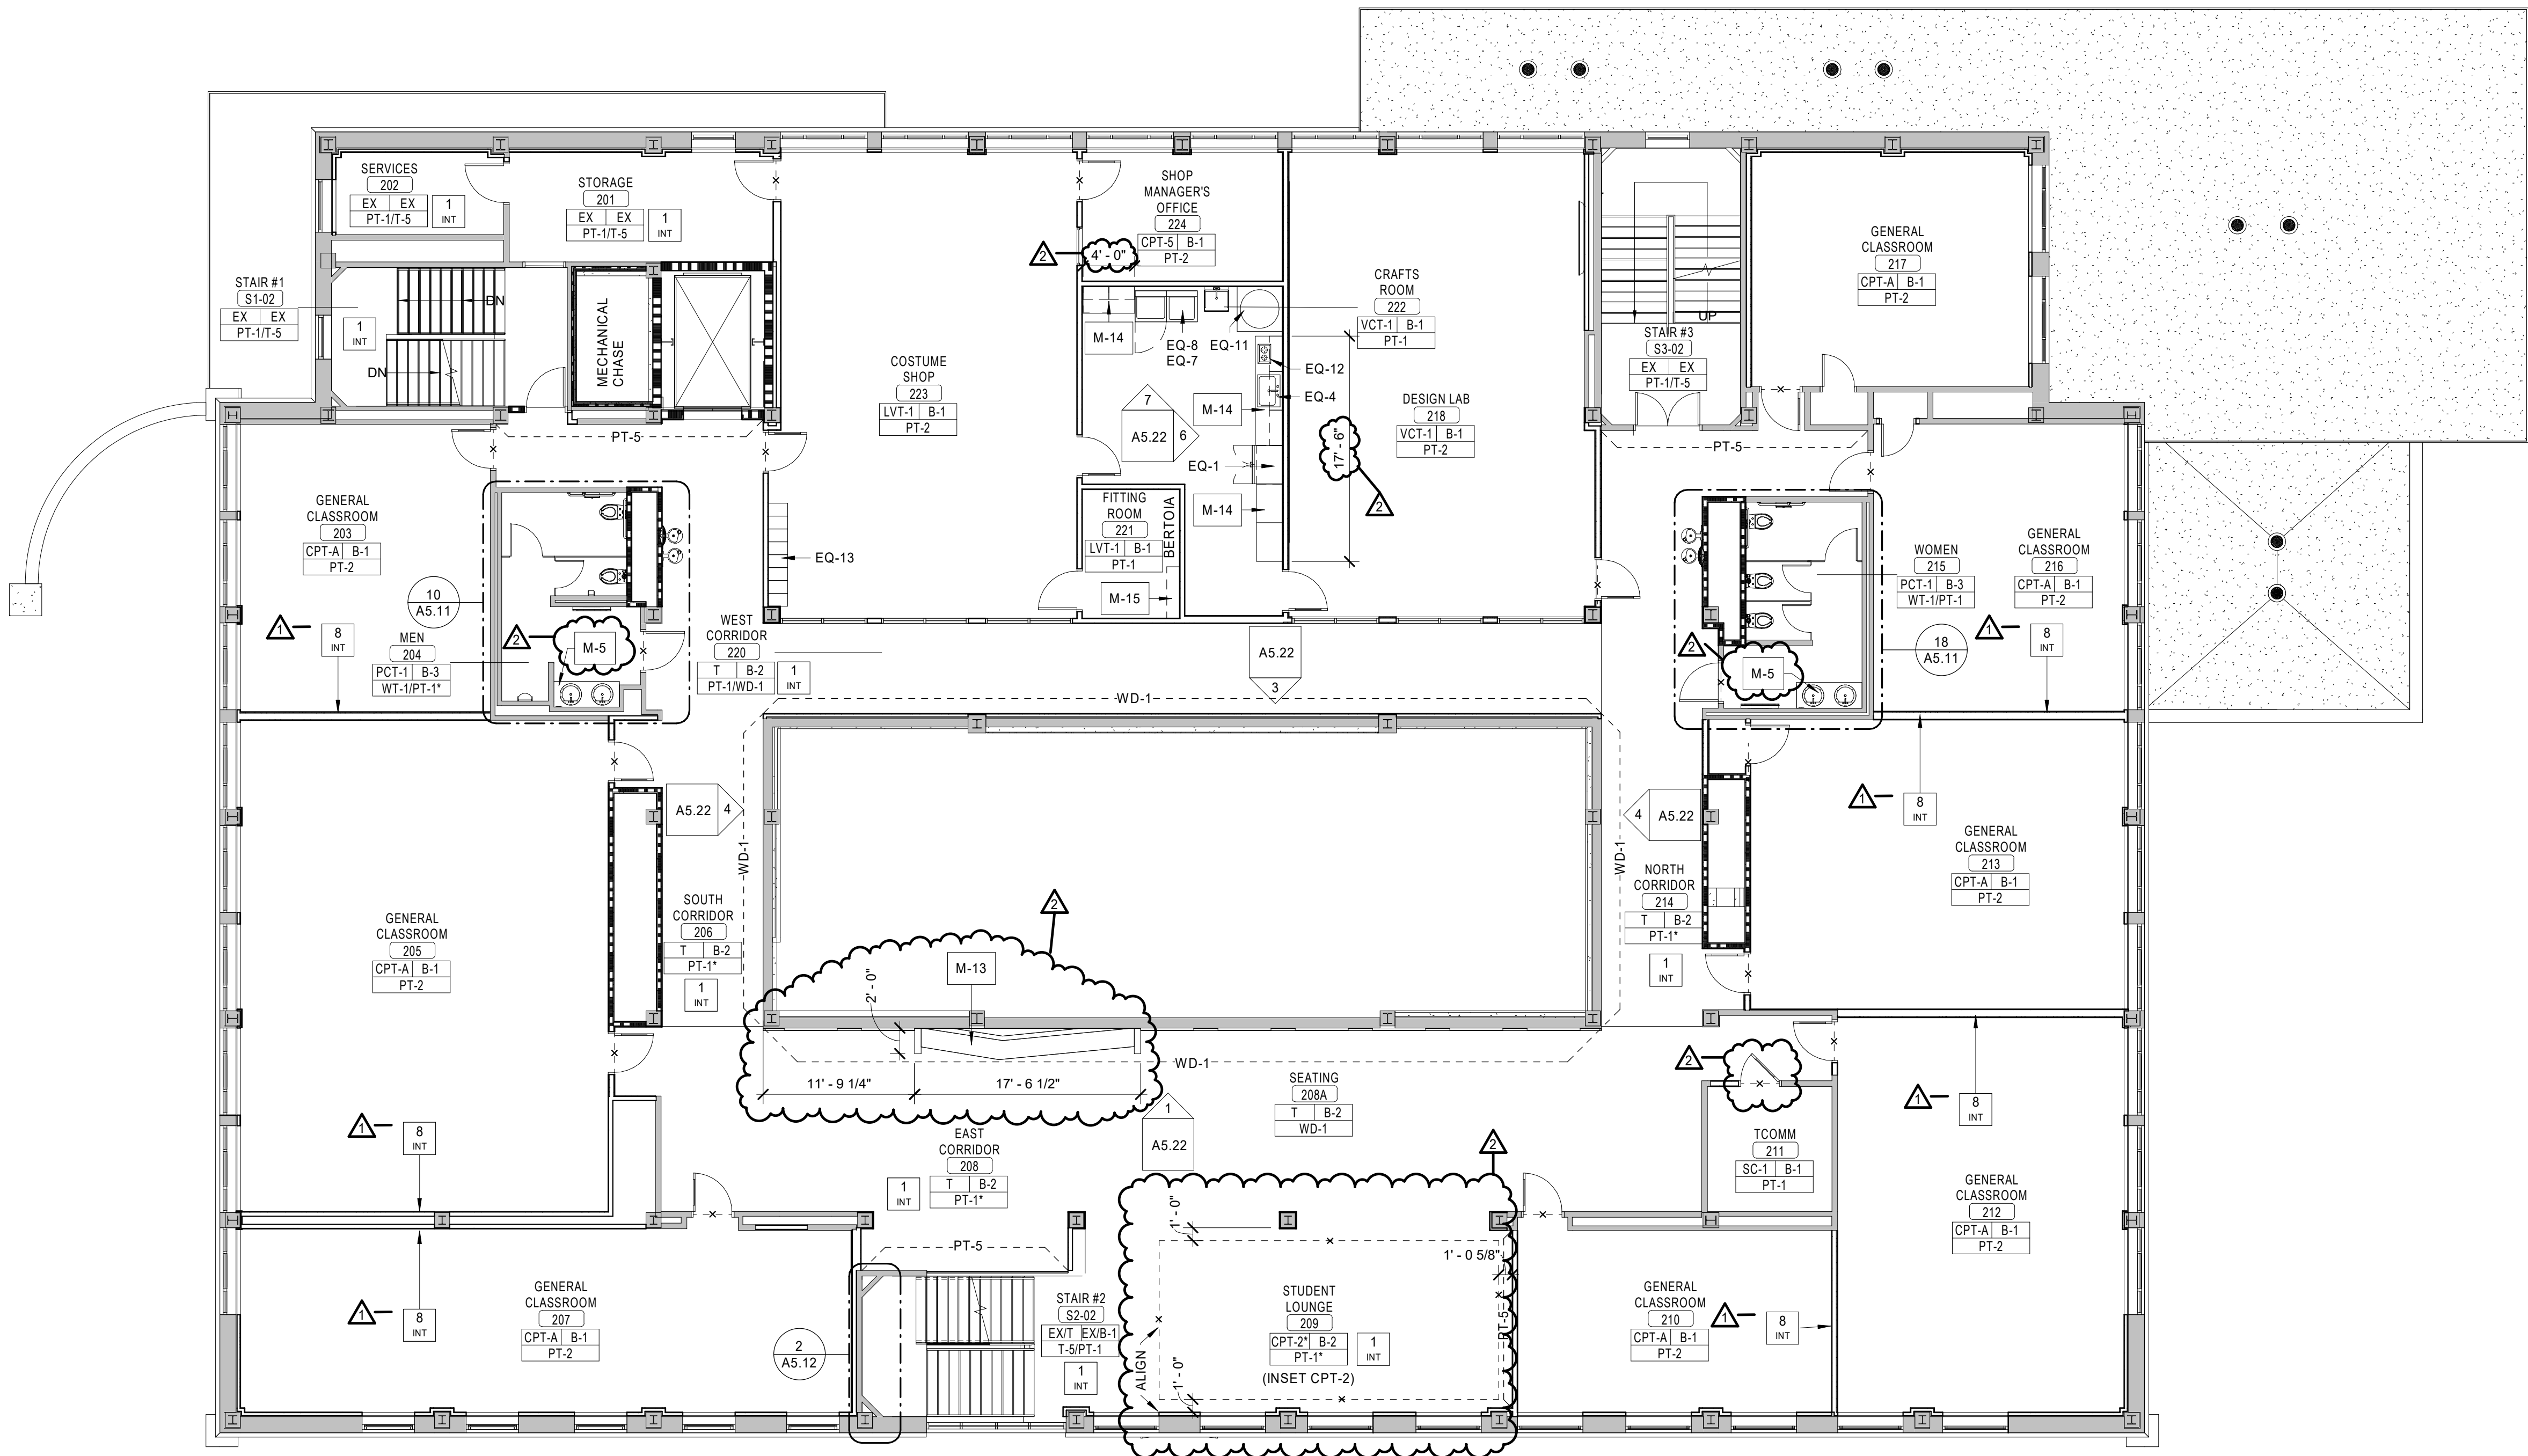 SERVICES
202
EX EX
PT-1/T-5
1
INT
STORAGE
201
EX EX
PT-1/T-5
1
INT
SHOP
MANAGER'S
OFFICE
224
CPT-5 B-1
PT-2
2
4' - 0"
GENERAL
CLASSROOM
217
CPT-A B-1
PT-2
STAIR #1
S1-02
EX EX
PT-1/T-5
1
INT
DN
DN
MECHANICAL
CHASE
COSTUME
SHOP
223
LVT-1 B-1
PT-2
M-14
EQ-8
EQ-7
EQ-11
EQ-12
EQ-4
CRAFTS
ROOM
222
VCT-1 B-1
PT-1
UP
STAIR #3
S3-02
EX EX
PT-1/T-5
7
A5.22
6
M-14
EQ-1
M-14
17' - 6"
2
DESIGN LAB
218
VCT-1 B-1
PT-2
PT-5
PT-5
GENERAL
CLASSROOM
203
CPT-A B-1
PT-2
FITTING
ROOM
221
LVT-1 B-1
PT-1
BERTOIA
M-15
EQ-13
WOMEN
215
PCT-1 B-3
WT-1/PT-1
GENERAL
CLASSROOM
216
CPT-A B-1
PT-2
10
A5.11
1
8
INT
MEN
204
PCT-1 B-3
WT-1/PT-1*
2
M-5
WEST
CORRIDOR
220
T B-2
PT-1/WD-1
1
INT
A5.22
3
2
M-5
18
A5.11
1
8
INT
WD-1
A5.22
4
WD-1
4
A5.22
WD-1
1
8
INT
GENERAL
CLASSROOM
213
CPT-A B-1
PT-2
NORTH
CORRIDOR
214
T B-2
PT-1*
1
INT
GENERAL
CLASSROOM
205
CPT-A B-1
PT-2
SOUTH
CORRIDOR
206
T B-2
PT-1*
1
INT
2
M-13
2' - 0"
11' - 9 1/4"
17' - 6 1/2"
WD-1
SEATING
208A
T B-2
WD-1
2
1
8
INT
1
8
INT
EAST
CORRIDOR
208
T B-2
PT-1*
1
INT
1
A5.22
2
TCOMM
211
SC-1 B-1
PT-1
GENERAL
CLASSROOM
212
CPT-A B-1
PT-2
PT-5
1' - 0"
1' - 0 5/8"
1
8
INT
GENERAL
CLASSROOM
207
CPT-A B-1
PT-2
2
A5.12
STAIR #2
S2-02
EX/T EX/B-1
T-5/PT-1
1
INT
ALIGN
1' - 0"
STUDENT
LOUNGE
209
CPT-2* B-2
PT-1*
(INSET CPT-2)
1
INT
PT-5
GENERAL
CLASSROOM
210
CPT-A B-1
PT-2
1
8
INT